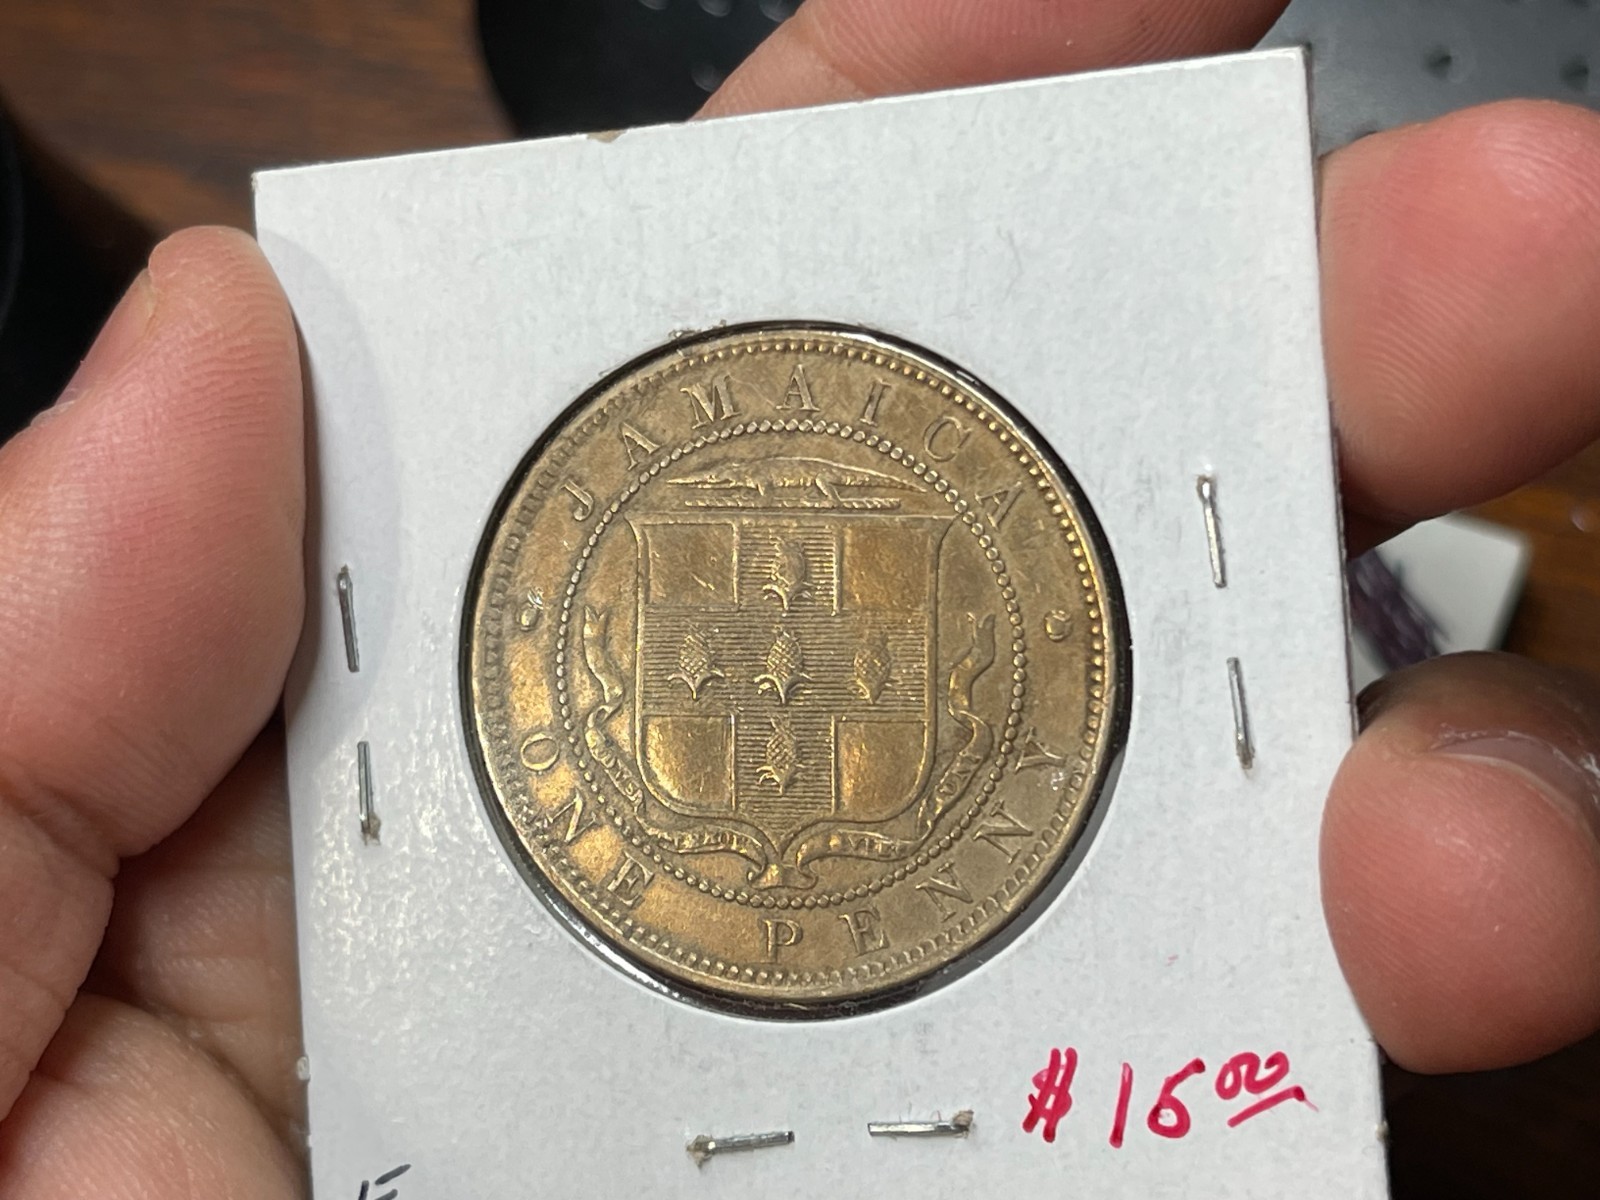 JAMAICA
ONE PENNY
$15.00